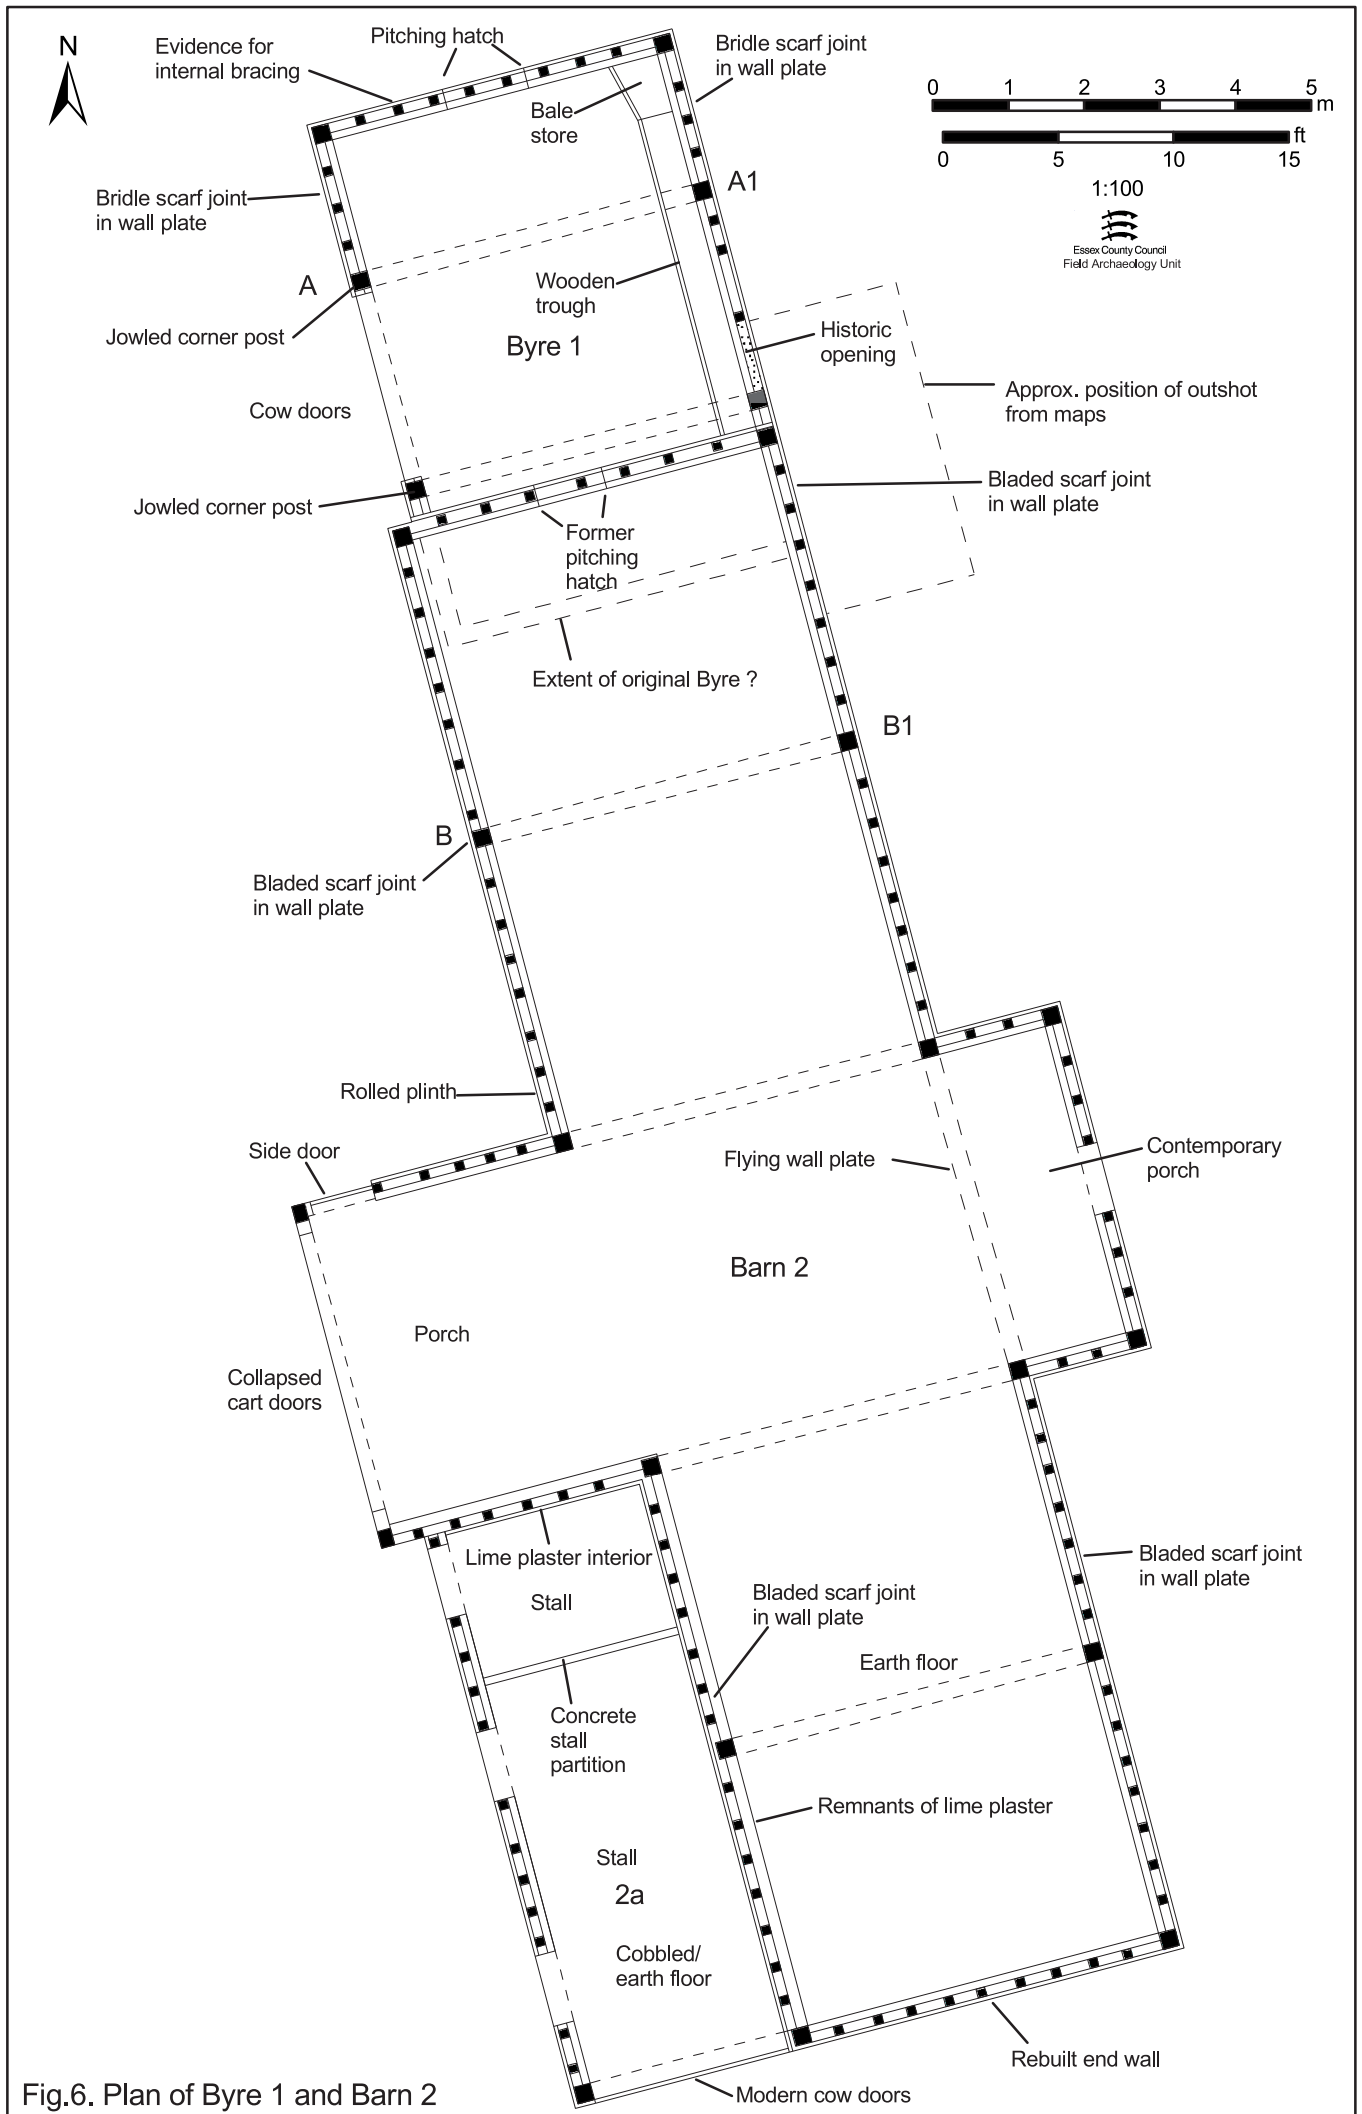 N
Evidence for
internal bracing
Pitching hatch
Bridle scarf joint
in wall plate
0 1 2 3 4 5
m
ft
0 5 10 15
1:100
Essex County Council
Field Archaeology Unit
Bale
store
Bridle scarf joint
in wall plate
A1
A
Wooden
trough
Jowled corner post
Byre 1
Historic
opening
Approx. position of outshot
from maps
Cow doors
Jowled corner post
Bladed scarf joint
in wall plate
Former
pitching
hatch
Extent of original Byre ?
B1
B
Bladed scarf joint
in wall plate
Rolled plinth
Side door
Flying wall plate
Contemporary
porch
Barn 2
Porch
Collapsed
cart doors
Lime plaster interior
Stall
Bladed scarf joint
in wall plate
Bladed scarf joint
in wall plate
Earth floor
Concrete
stall
partition
Remnants of lime plaster
Stall
2a
Cobbled/
earth floor
Rebuilt end wall
Modern cow doors
Fig.6. Plan of Byre 1 and Barn 2